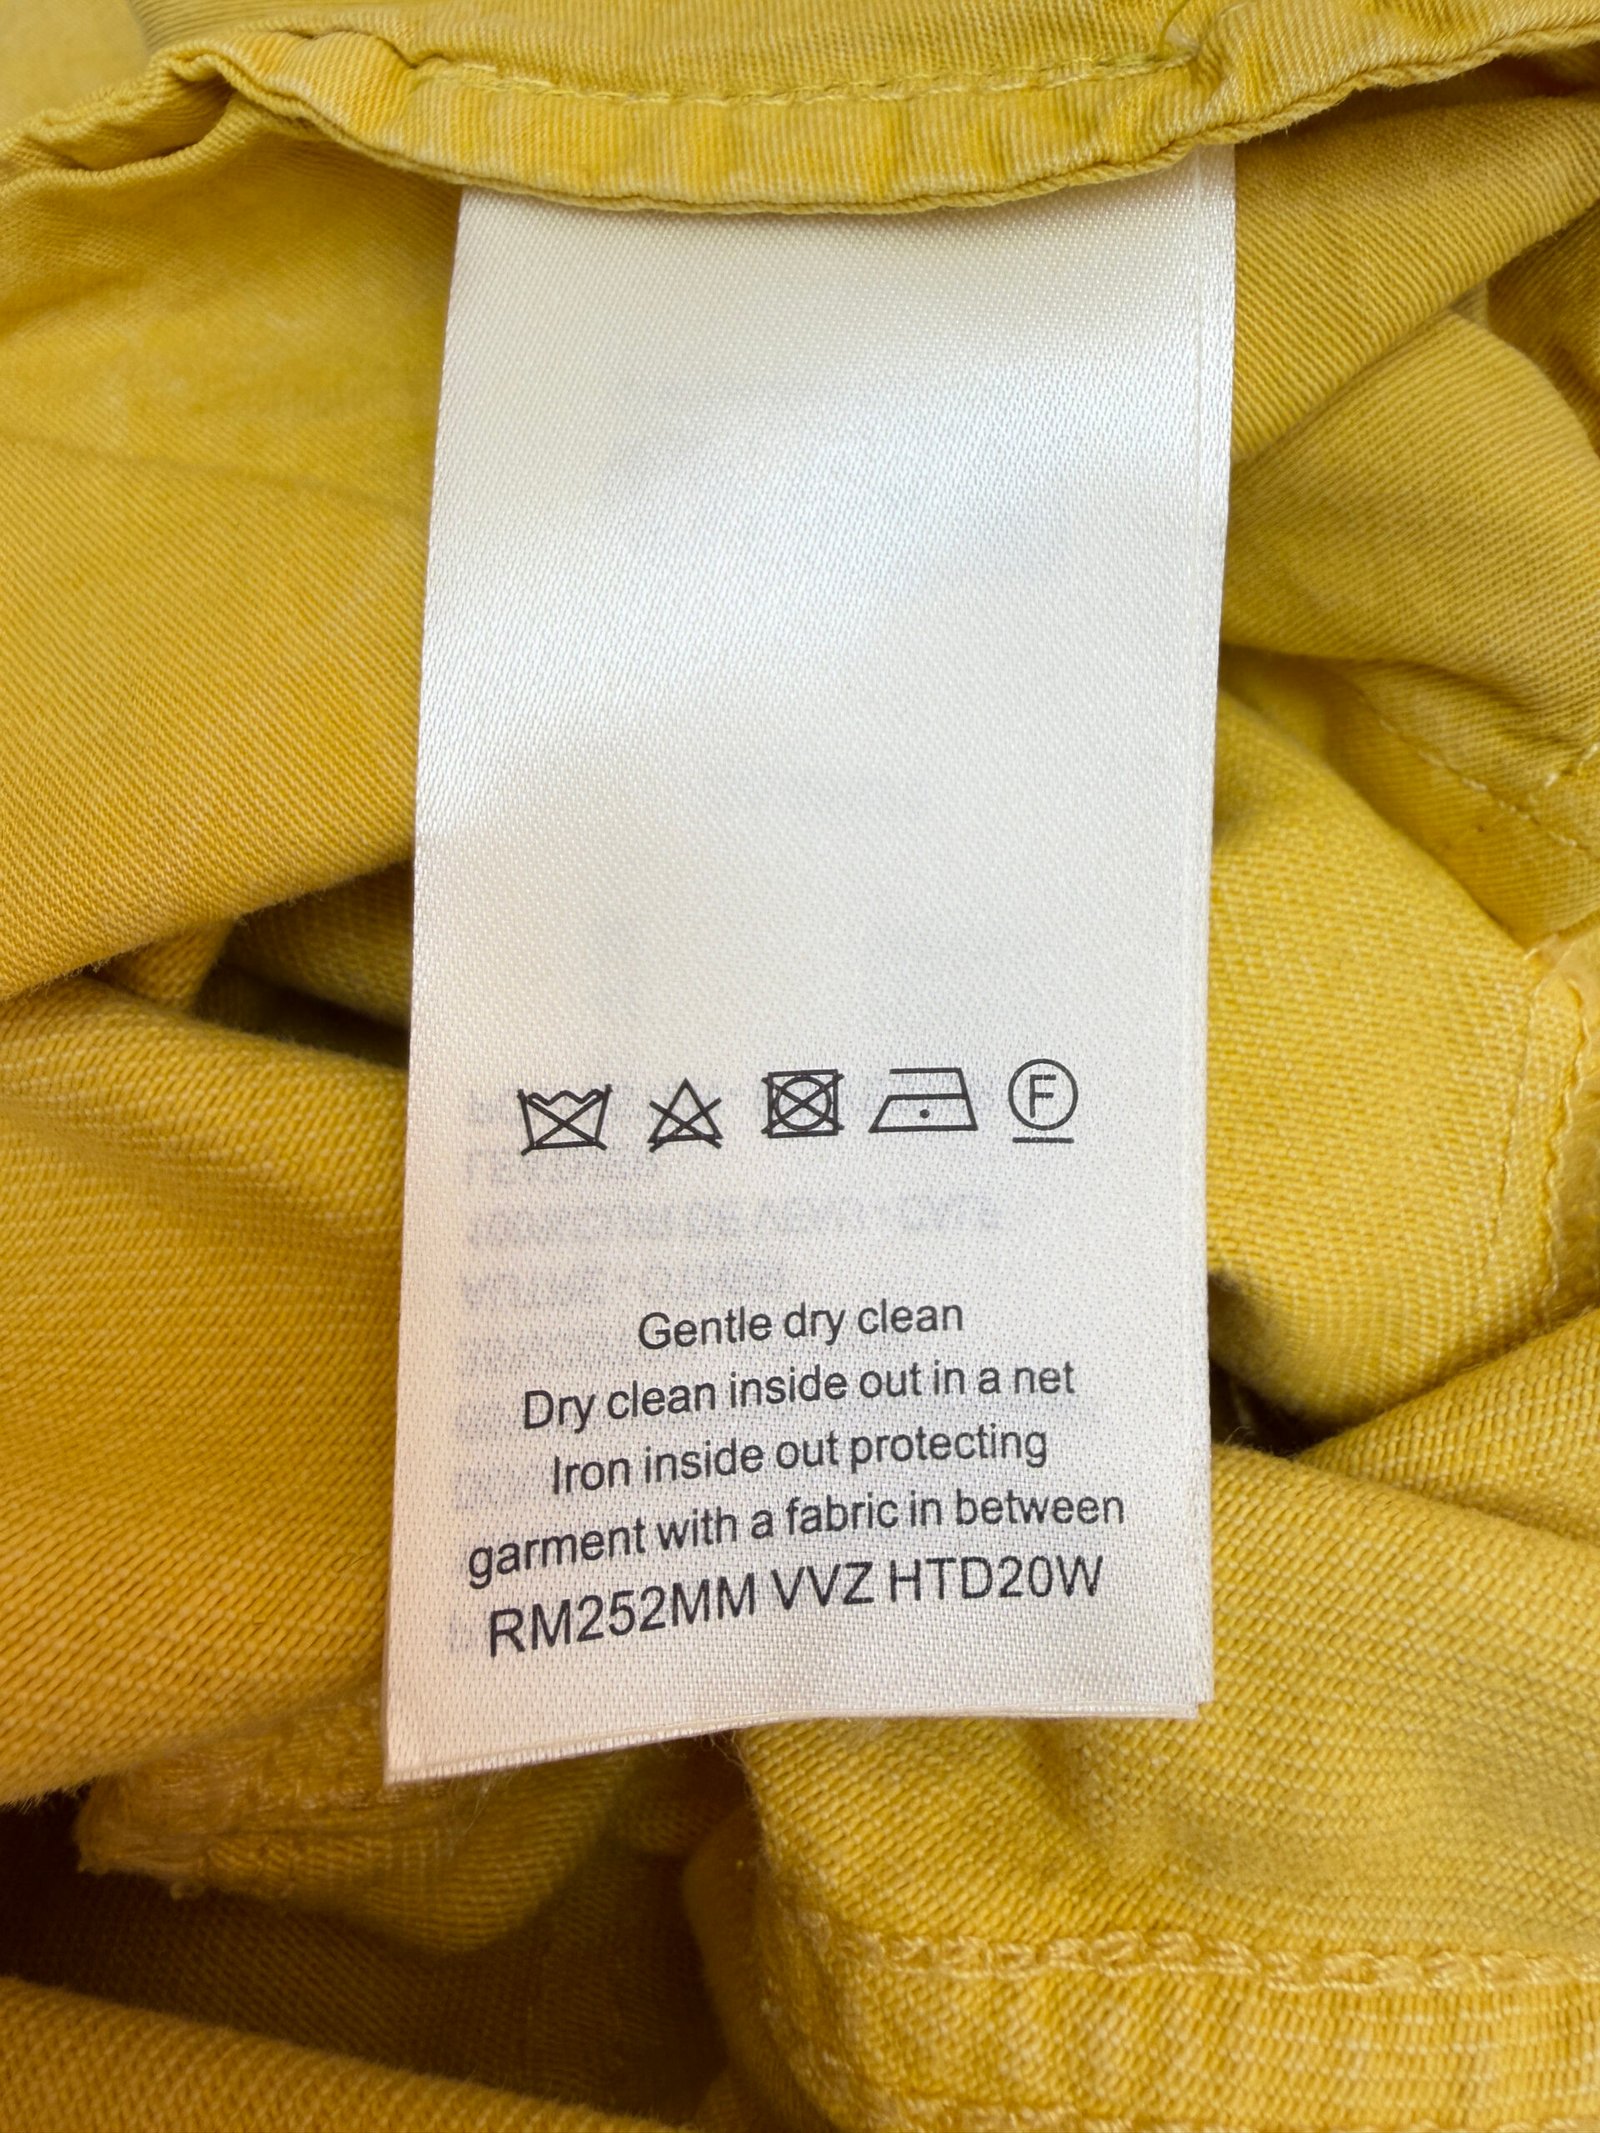 F
Gentle dry clean
Dry clean inside out in a net
Iron inside out protecting
garment with a fabric in between
RM252MM VVZ HTD20W